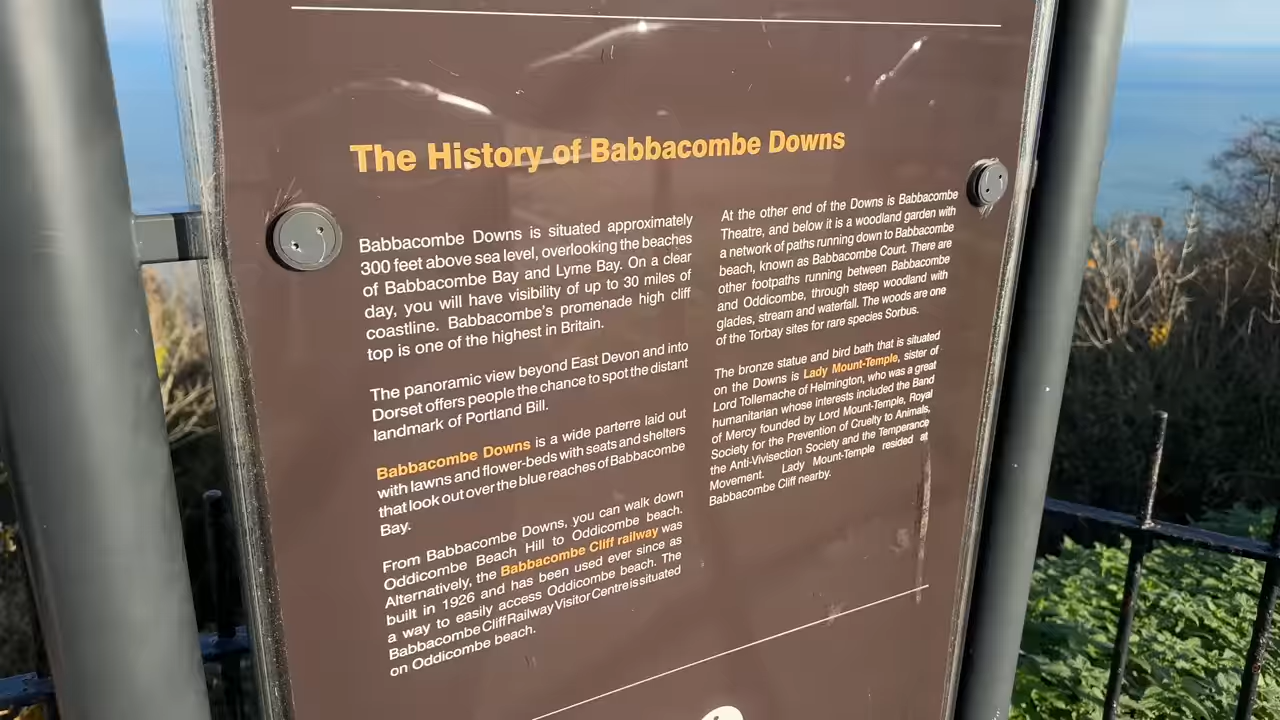 The History of Babbacombe Downs
Babbacombe Downs is situated approximately
300 feet above sea level, overlooking the beaches
of Babbacombe Bay and Lyme Bay. On a clear
day, you will have visibility of up to 30 miles of
coastline. Babbacombe's promenade high cliff
top is one of the highest in Britain.
The panoramic view beyond East Devon and into
Dorset offers people the chance to spot the distant
landmark of Portland Bill.
Babbacombe Downs is a wide parterre laid out
with lawns and flower-beds with seats and shelters
that look out over the blue reaches of Babbacombe
Bay.
From Babbacombe Downs, you can walk down
Oddicombe Beach Hill to Oddicombe beach.
Alternatively, the Babbacombe Cliff railway was
built in 1926 and has been used ever since as
a way to easily access Oddicombe beach. The
Babbacombe Cliff Railway Visitor Centre is situated
on Oddicombe beach.
At the other end of the Downs is Babbacombe
Theatre, and below it is a woodland garden with
a network of paths running down to Babbacombe
beach, known as Babbacombe Court. There are
other footpaths running between Babbacombe
and Oddicombe, through steep woodland with
glades, stream and waterfall. The woods are one
of the Torbay sites for rare species Sorbus.
The bronze statue and bird bath that is situated
on the Downs is Lady Mount-Temple, sister of
Lord Tollemache of Helmington, who was a great
humanitarian whose interests included the Band
of Mercy founded by Lord Mount-Temple, Royal
Society for the Prevention of Cruelty to Animals,
the Anti-Vivisection Society and the Temperance
Movement. Lady Mount-Temple resided at
Babbacombe Cliff nearby.